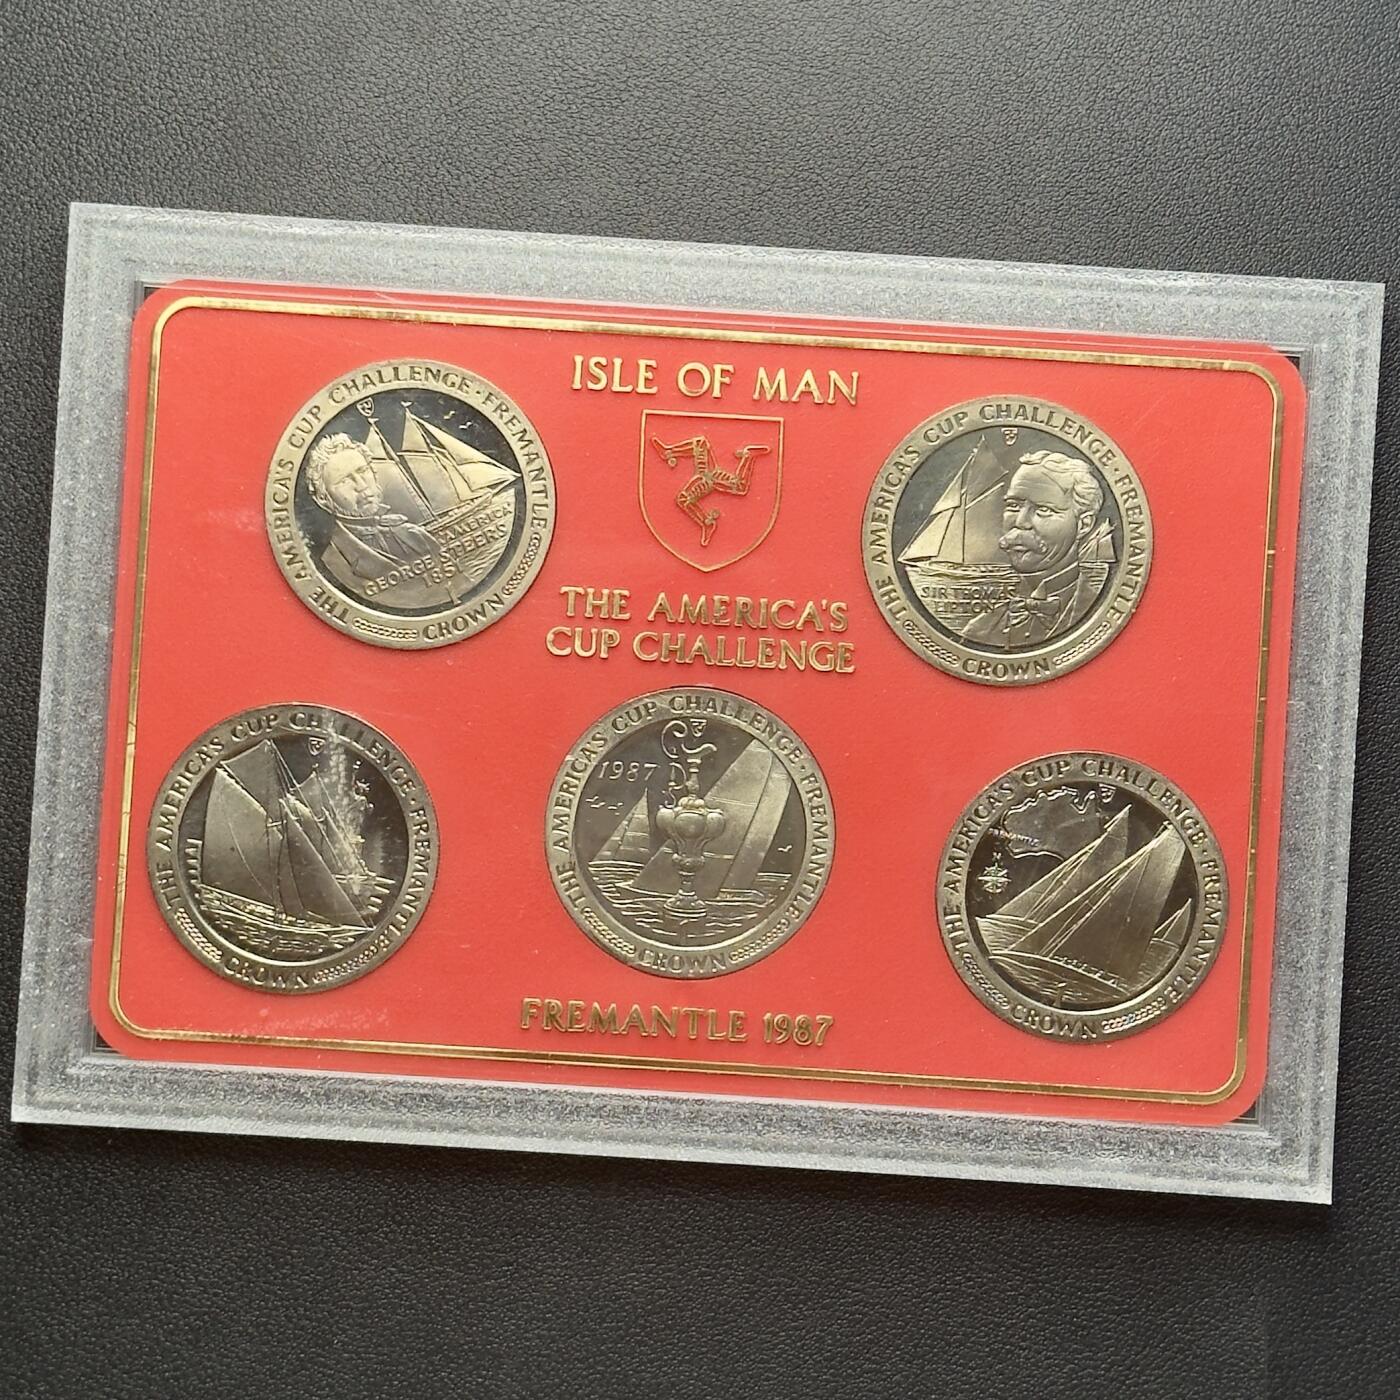 ISLE OF MAN
THE AMERICA'S
CUP CHALLENGE
FREMANTLE 1987
THE AMERICA'S CUP CHALLENGE · FREMANTLE
AMERICA
GEORGE STEERS
1851
CROWN
THE AMERICA'S CUP CHALLENGE · FREMANTLE
SIR THOMAS
LIPTON
CROWN
THE AMERICA'S CUP CHALLENGE · FREMANTLE
CROWN
THE AMERICA'S CUP CHALLENGE · FREMANTLE
1987
CROWN
THE AMERICA'S CUP CHALLENGE · FREMANTLE
CROWN